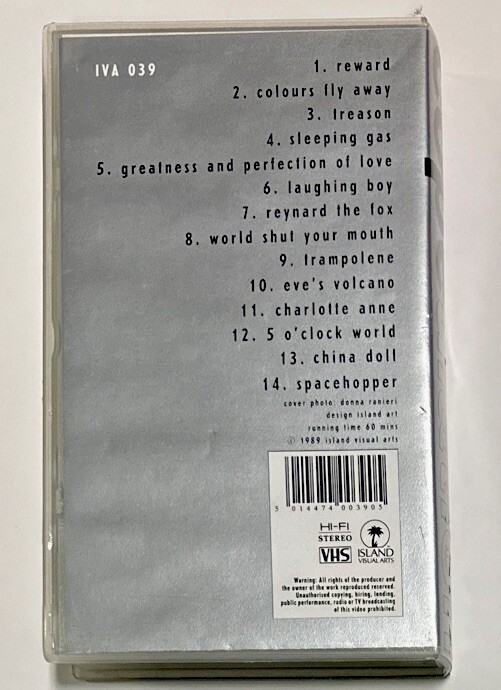 IVA 039
1. reward
2. colours fly away
3. treason
4. sleeping gas
5. greatness and perfection of love
6. laughing boy
7. reynard the fox
8. world shut your mouth
9. trampolene
10. eve's volcano
11. charlotte anne
12. 5 o'clock world
13. china doll
14. spacehopper
cover photo: donna ranieri
design island art
running time 60 mins
℗ 1989 island visual arts
5 014474 003905
HI-FI
STEREO
VHS
ISLAND
VISUAL ARTS
Warning: All rights of the producer and
the owner of the work reproduced reserved.
Unauthorised copying, hiring, lending,
public performance, radio or TV broadcasting
of this video prohibited.